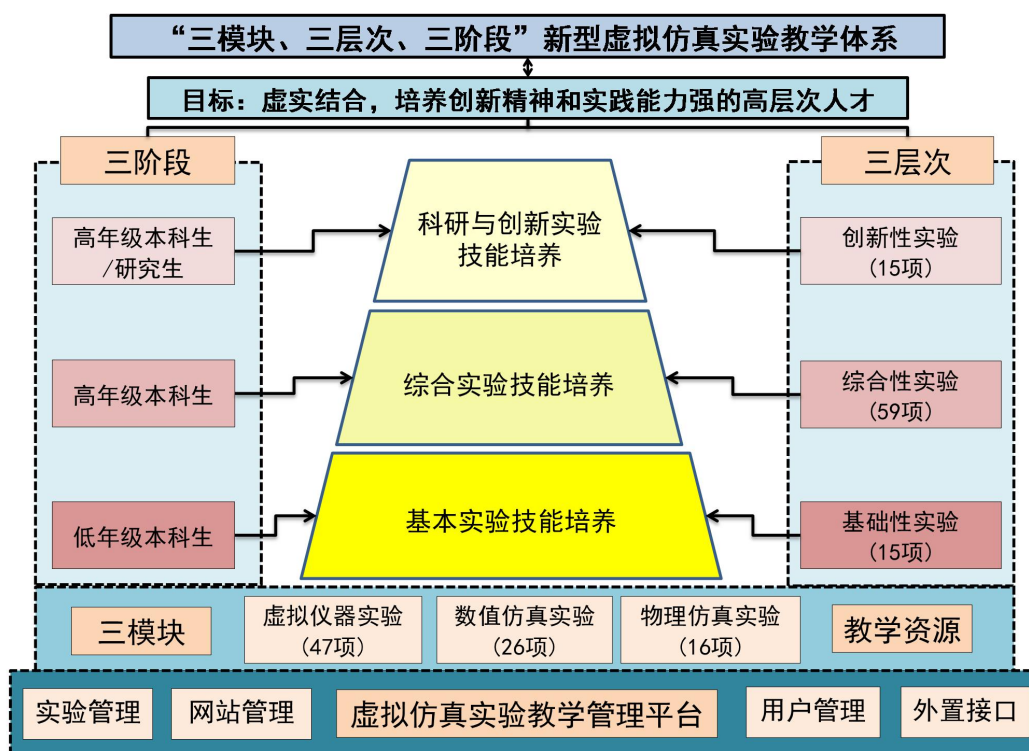 “三模块、三层次、三阶段”新型虚拟仿真实验教学体系
目标：虚实结合，培养创新精神和实践能力强的高层次人才
三阶段
三层次
高年级本科生
/研究生
科研与创新实验
技能培养
创新性实验
(15项)
高年级本科生
综合实验技能培养
综合性实验
(59项)
低年级本科生
基本实验技能培养
基础性实验
(15项)
三模块
虚拟仪器实验
(47项)
数值仿真实验
(26项)
物理仿真实验
(16项)
教学资源
实验管理
网站管理
虚拟仿真实验教学管理平台
用户管理
外置接口